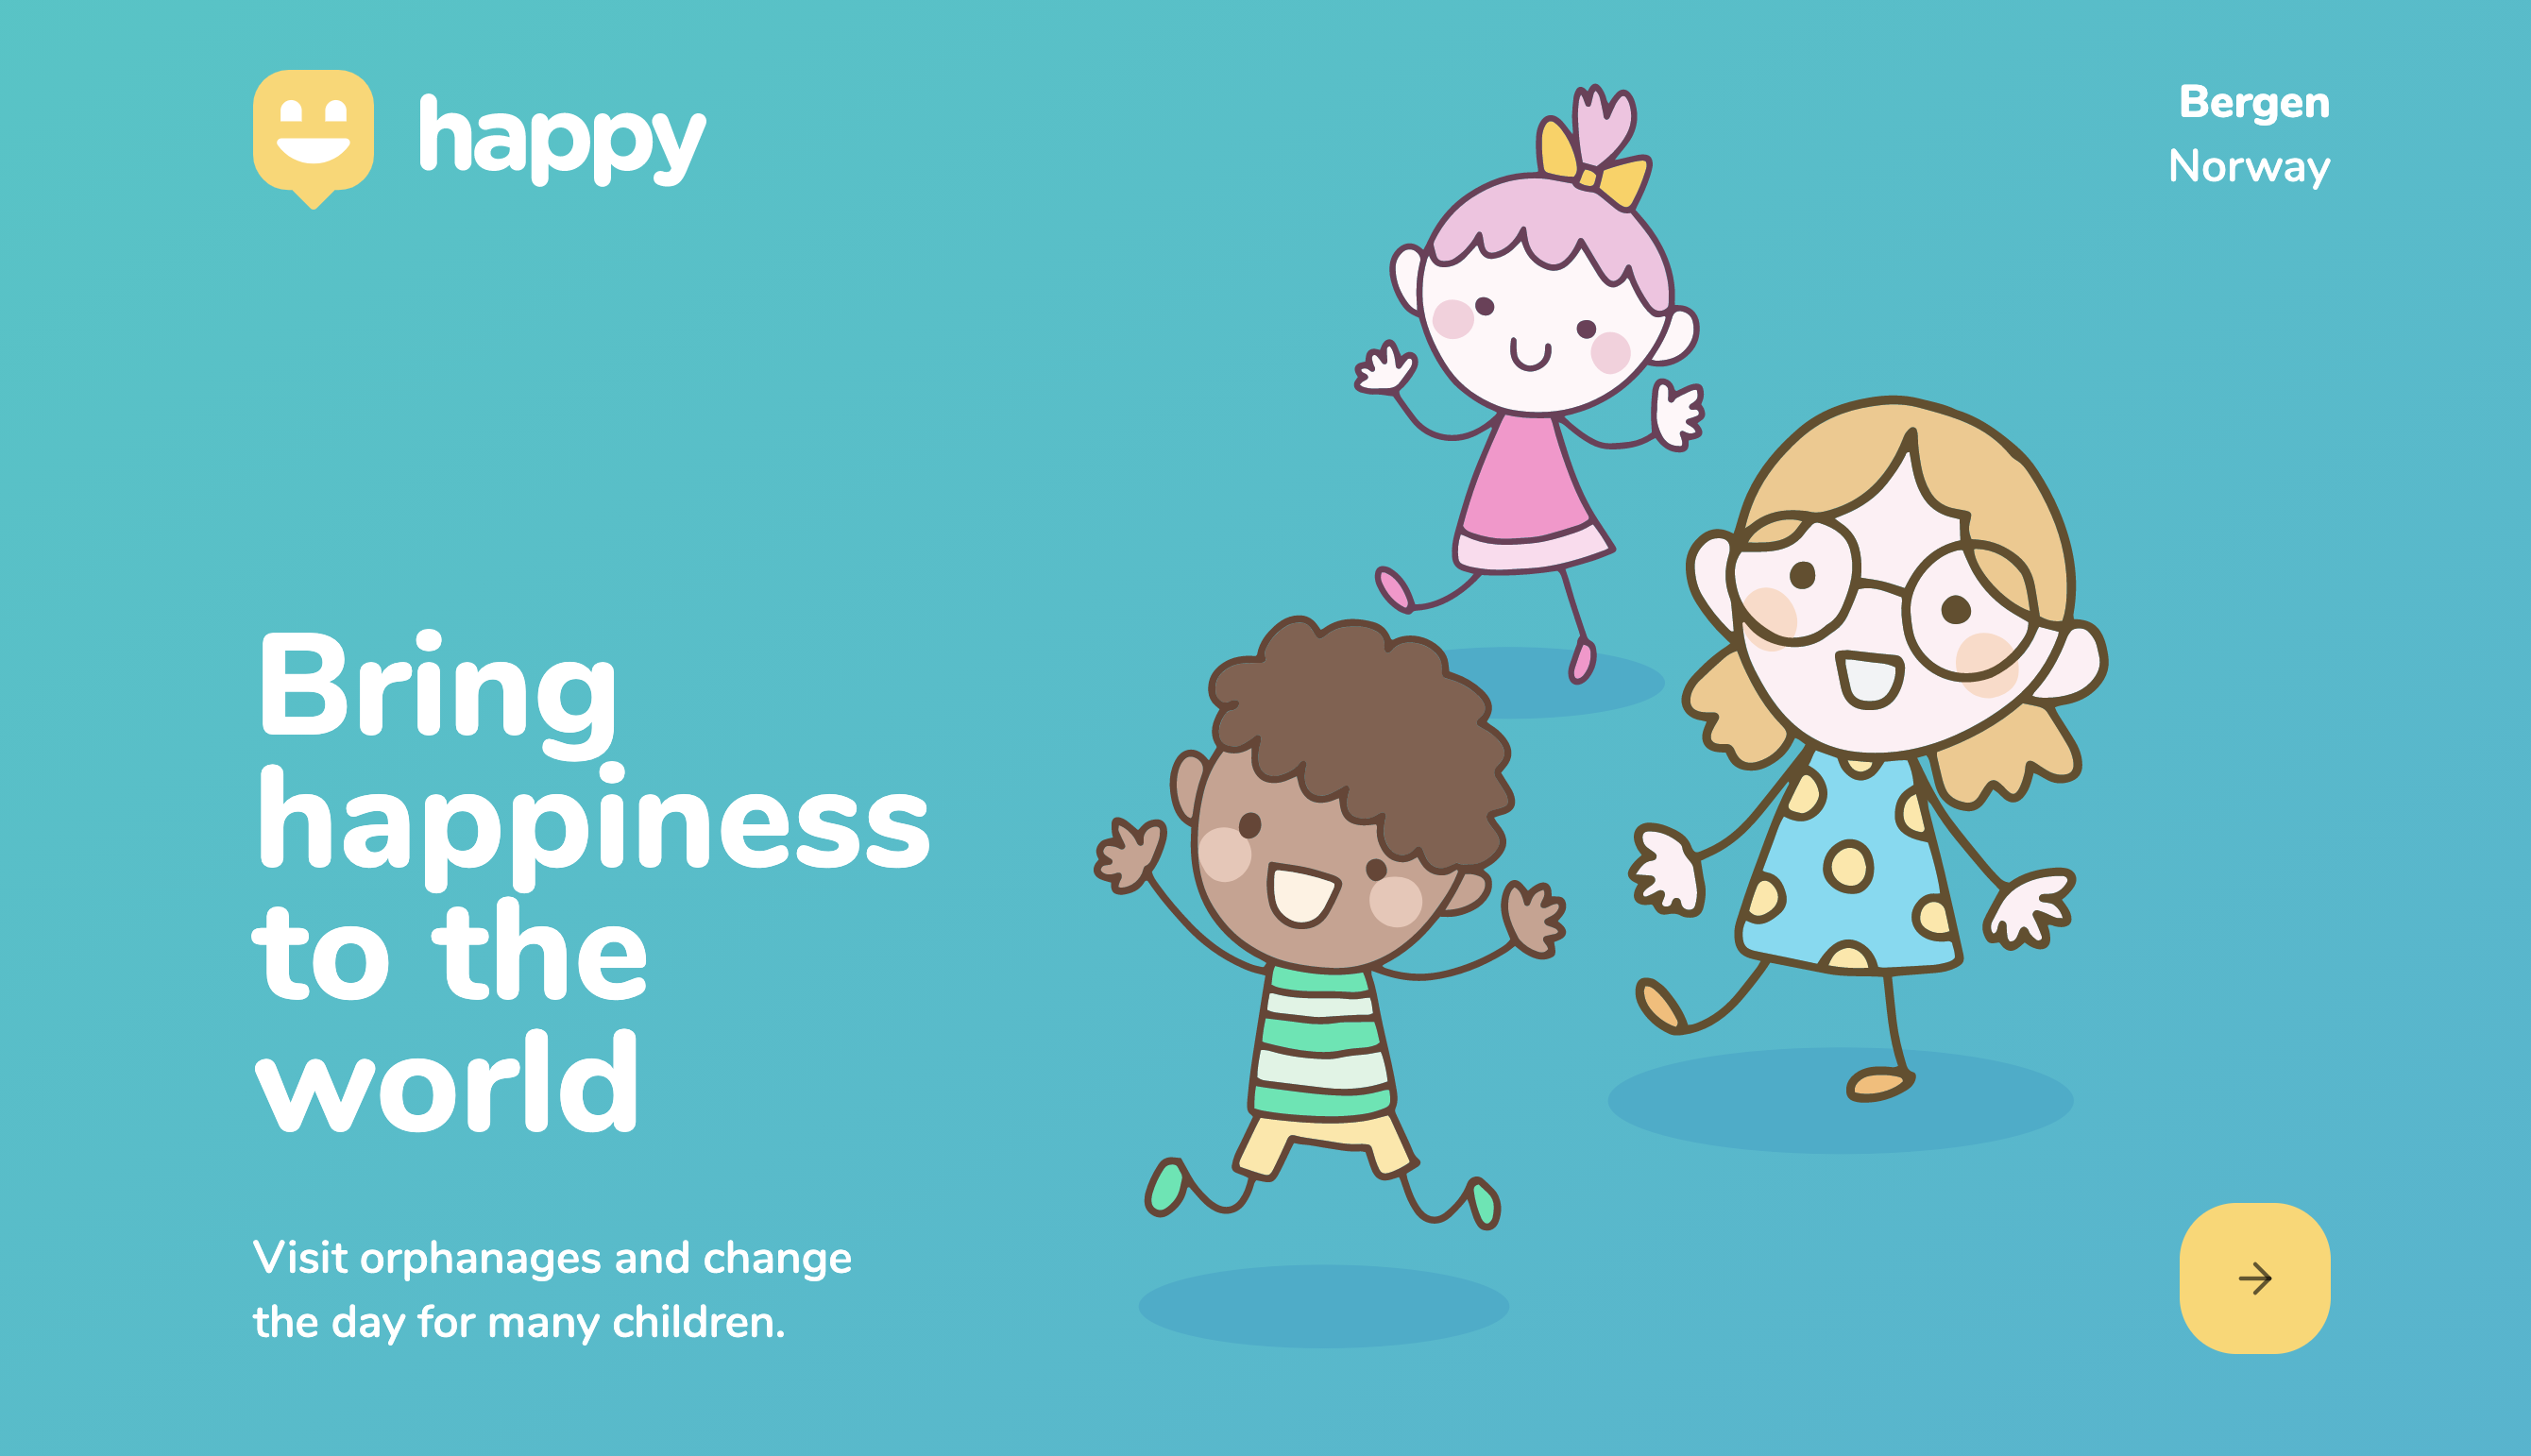 happy
Bergen
Norway
Bring
happiness
to the
world
Visit orphanages and change
the day for many children.